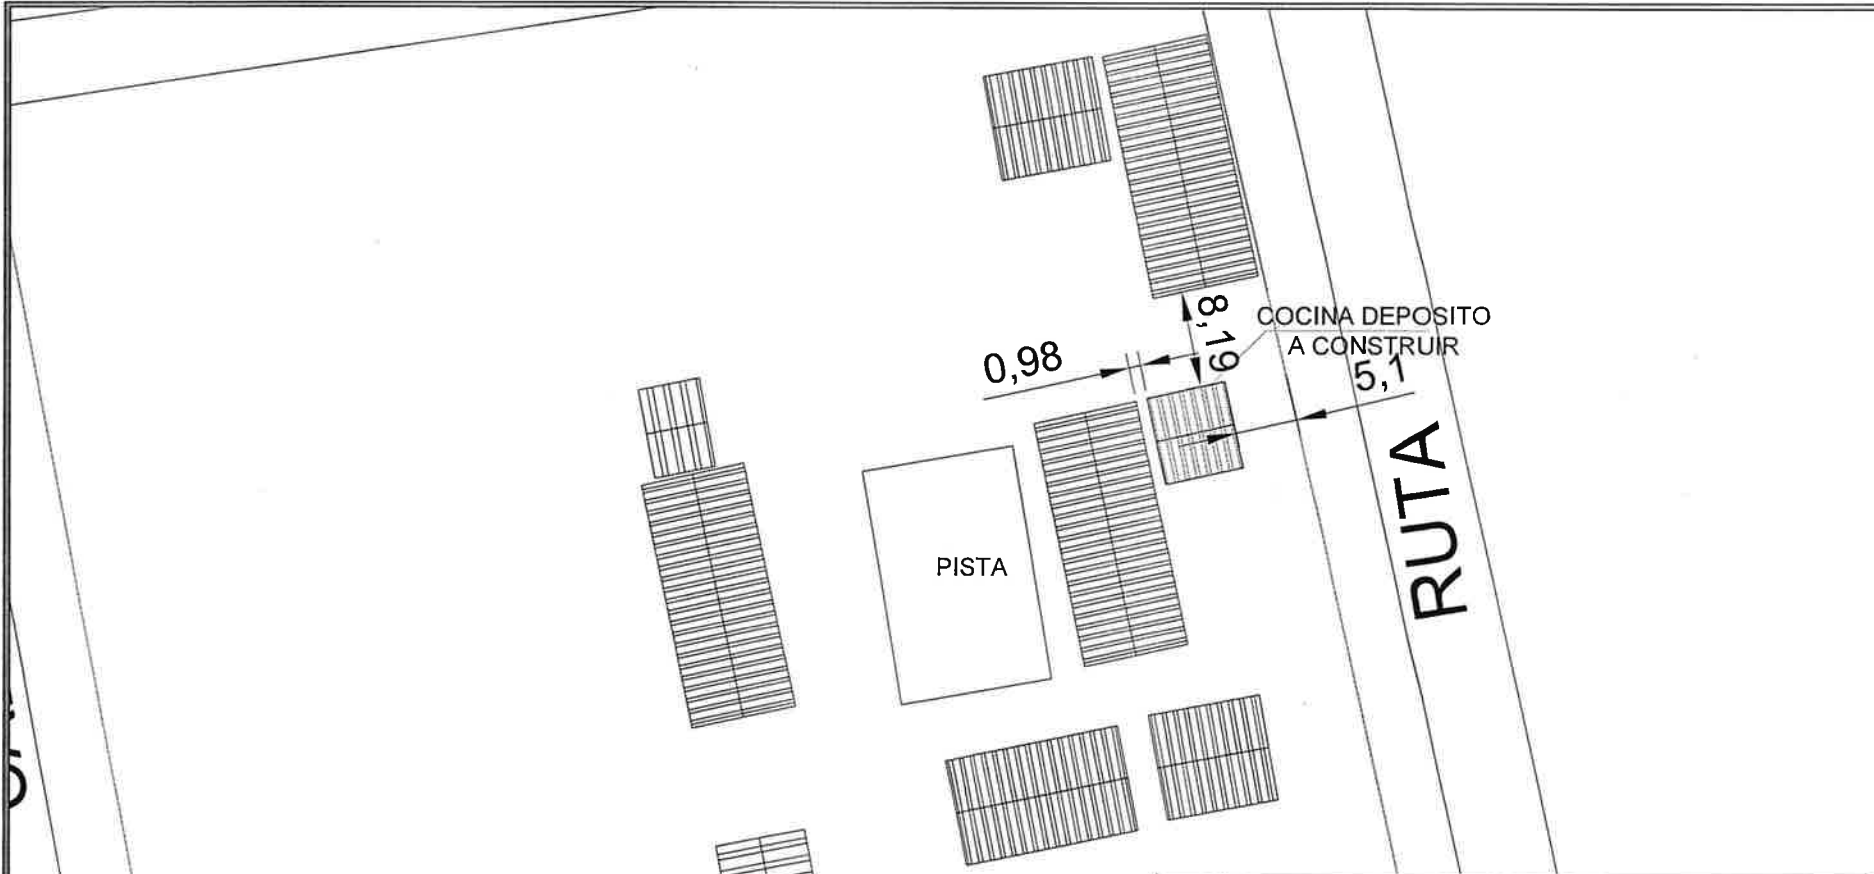 8,19
COCINA DEPOSITO
A CONSTRUIR
0,98
5,1
RUTA
PISTA